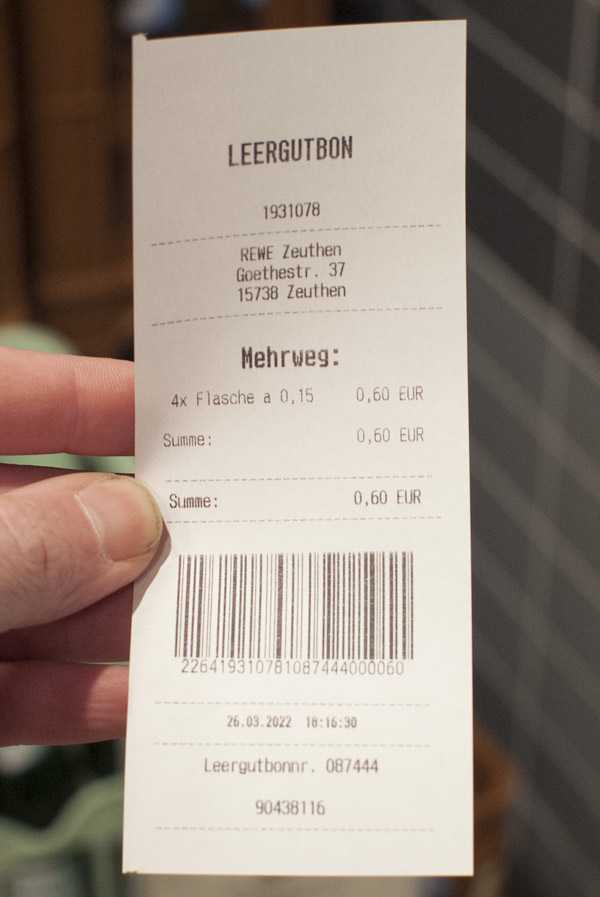 LEERGUTBON
1931078
REWE Zeuthen
Goethestr. 37
15738 Zeuthen
Mehrweg:
4x Flasche a 0,15 0,60 EUR
Summe: 0,60 EUR
Summe: 0,60 EUR
226419310781087444000060
26.03.2022 18:16:30
Leergutbonnr. 087444
90438116